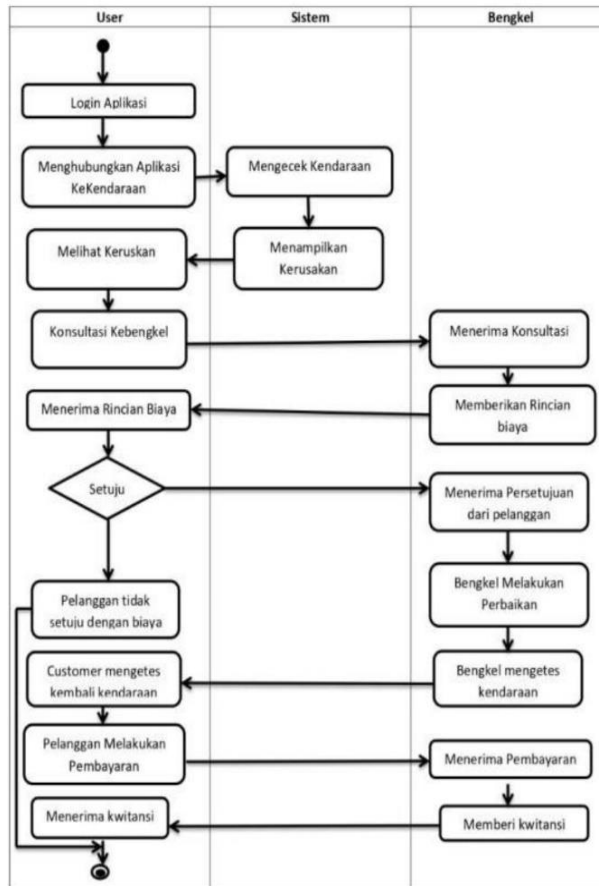 User
Sistem
Bengkel
Login Aplikasi
Menghubungkan Aplikasi
KeKendaraan
Mengecek Kendaraan
Menampilkan
Kerusakan
Melihat Keruskan
Konsultasi Kebengkel
Menerima Konsultasi
Memberikan Rincian
biaya
Menerima Rincian Biaya
Setuju
Menerima Persetujuan
dari pelanggan
Bengkel Melakukan
Perbaikan
Pelanggan tidak
setuju dengan biaya
Bengkel mengetes
kendaraan
Customer mengetes
kembali kendaraan
Pelanggan Melakukan
Pembayaran
Menerima Pembayaran
Memberi kwitansi
Menerima kwitansi